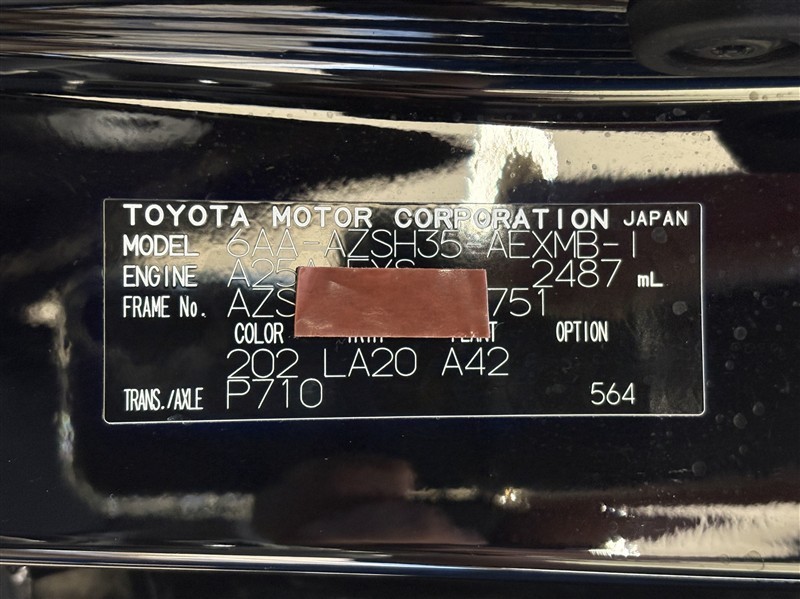 TOYOTA MOTOR CORPORATION JAPAN
MODEL 6AA-AZSH35-AEXMB-I
ENGINE 2487 mL
FRAME No. AZS 751
COLOR OPTION
202 LA20 A42
TRANS./AXLE P710 564